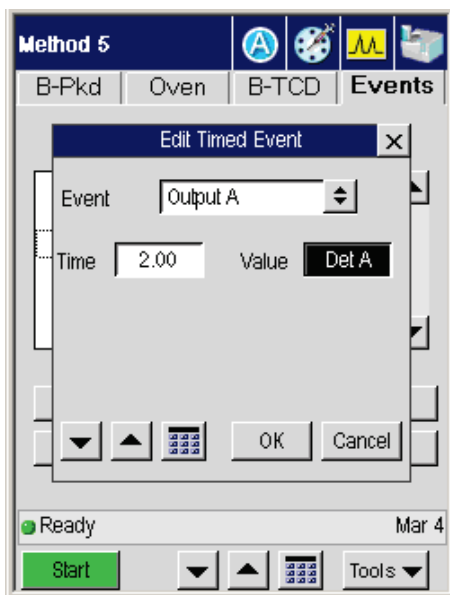 Method 5
A
B-Pkd Oven B-TCD Events
Edit Timed Event
Event Output A
Time 2.00 Value Det A
OK Cancel
Ready Mar 4
Start Tools